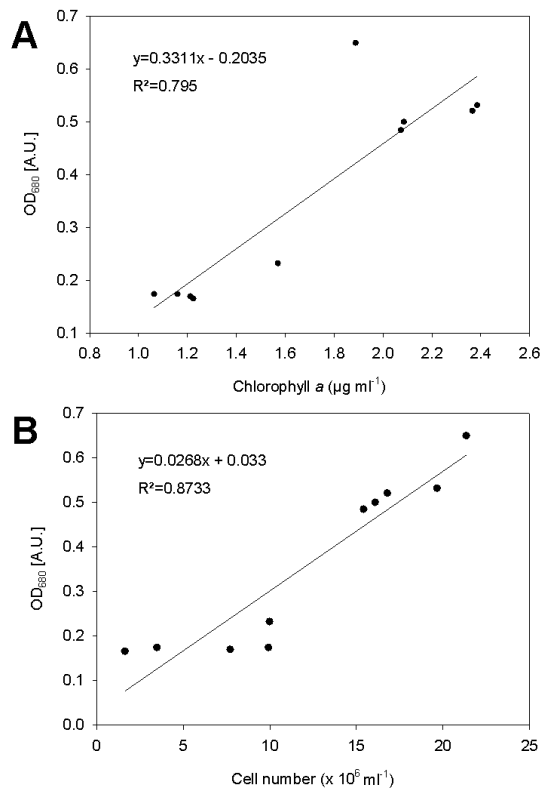 A
0.7
0.6
0.5
0.4
0.3
0.2
0.1
OD₆₈₀ [A.U.]
y=0.3311x - 0.2035
R²=0.795
0.8 1.0 1.2 1.4 1.6 1.8 2.0 2.2 2.4 2.6
Chlorophyll a (µg ml⁻¹)
B
0.7
0.6
0.5
0.4
0.3
0.2
0.1
0.0
OD₆₈₀ [A.U.]
y=0.0268x + 0.033
R²=0.8733
0 5 10 15 20 25
Cell number (x 10⁶ ml⁻¹)